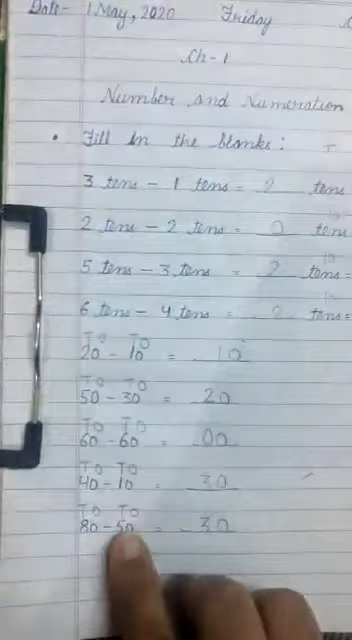 Date- 1 May, 2020 Friday
Ch-1
Number and Numeration
• Fill in the blanks:
3 tens - 1 tens = 2 tens
2 tens - 2 tens = 0 tens
5 tens - 3 tens = 2 tens =
6 tens - 4 tens = 2 tens =
TO TO
20 - 10 = 10
TO TO
50 - 30 = 20
TO TO
60 - 60 = 00
TO TO
40 - 10 = 30
TO TO
80 - 50 = 30